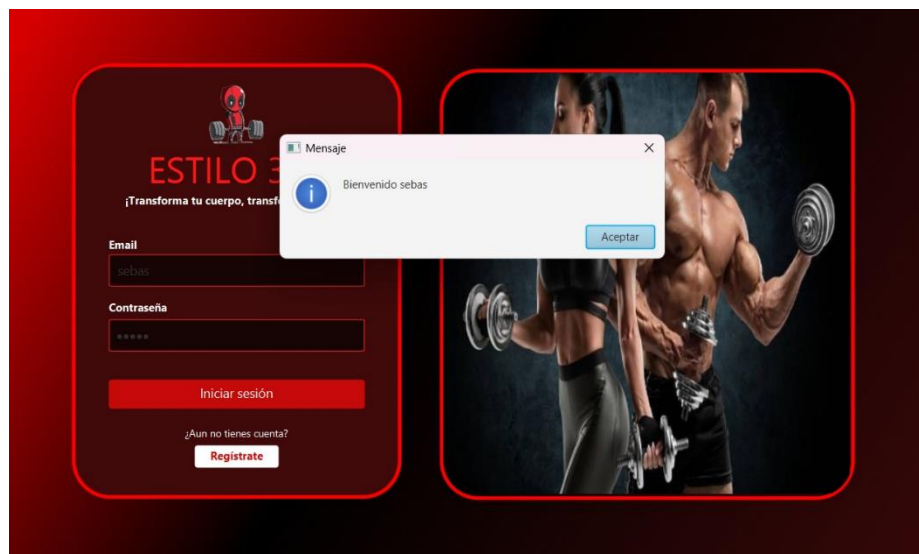 ESTILO 3
¡Transforma tu cuerpo, transf
Mensaje
Bienvenido sebas
Aceptar
Email
sebas
Contraseña
Iniciar sesión
¿Aun no tienes cuenta?
Regístrate